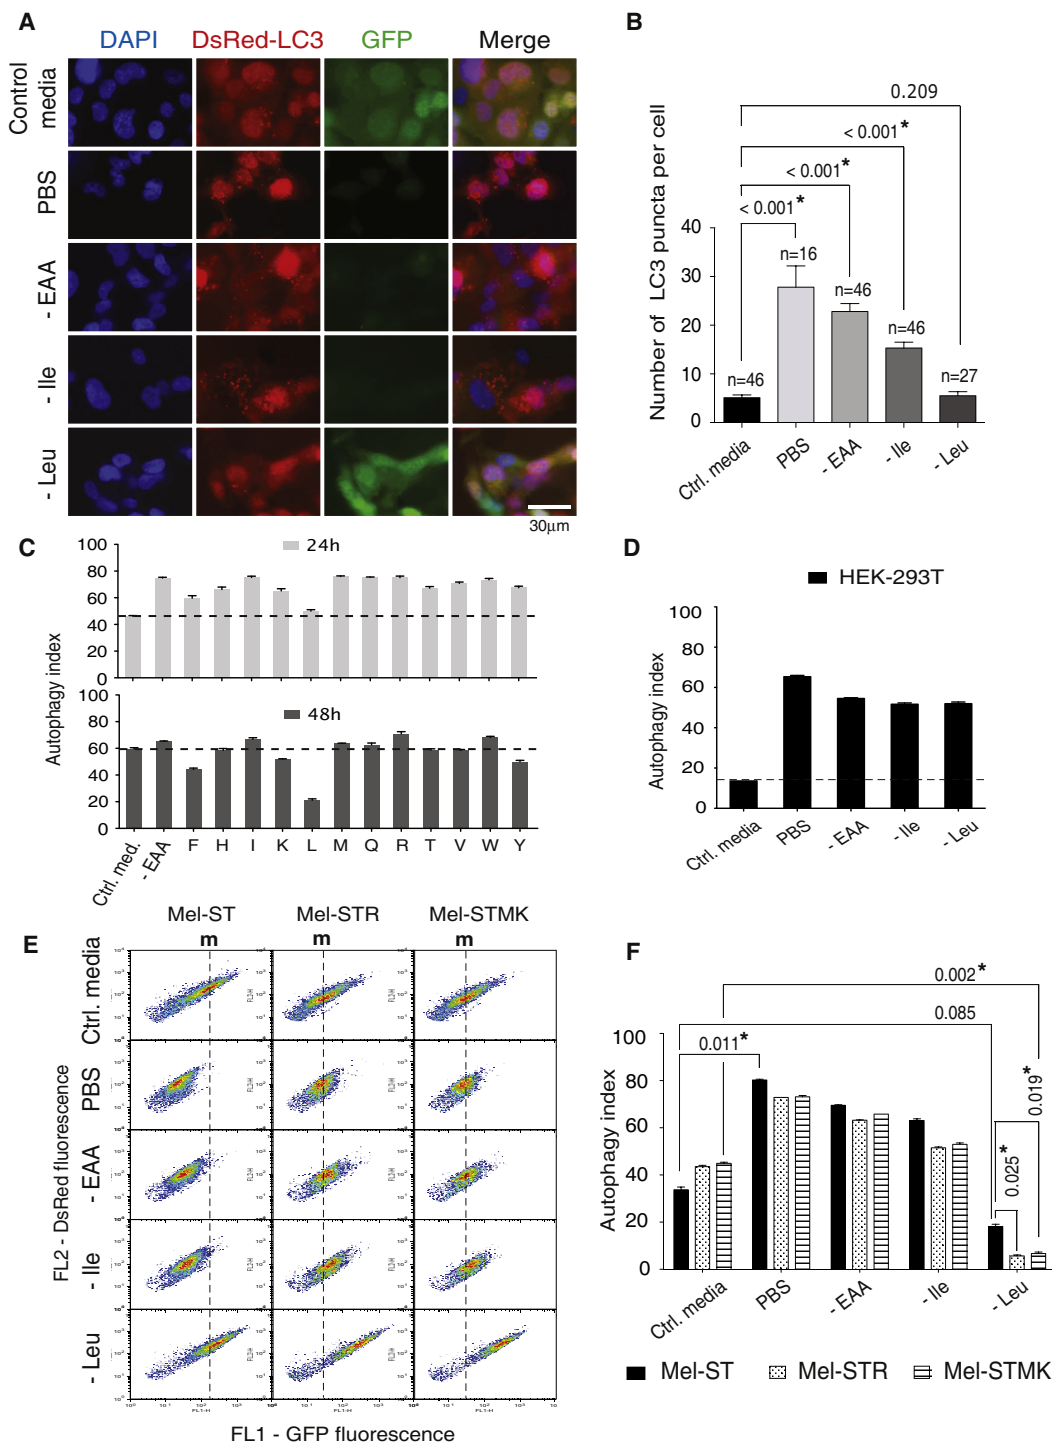 A
DAPI DsRed-LC3 GFP Merge
Control media
PBS
- EAA
- Ile
- Leu
30μm
B
Number of LC3 puncta per cell
0.209
< 0.001*
< 0.001*
< 0.001*
40
30
20
10
0
n=46 n=16 n=46 n=46 n=27
Ctrl. media PBS - EAA - Ile - Leu
C
Autophagy index
24h
100
80
60
40
20
0
48h
100
80
60
40
20
0
Ctrl. med. - EAA F H I K L M Q R T V W Y
D
HEK-293T
Autophagy index
100
80
60
40
20
0
Ctrl. media PBS - EAA - Ile - Leu
E
Mel-ST Mel-STR Mel-STMK
m m m
Ctrl. media
PBS
- EAA
- Ile
- Leu
FL2 - DsRed fluorescence
FL1-H FL1-H
FL1 - GFP fluorescence
F
0.002*
0.085
0.011*
0.019*
0.025*
Autophagy index
100
80
60
40
20
0
Ctrl. media PBS - EAA - Ile - Leu
Mel-ST Mel-STR Mel-STMK